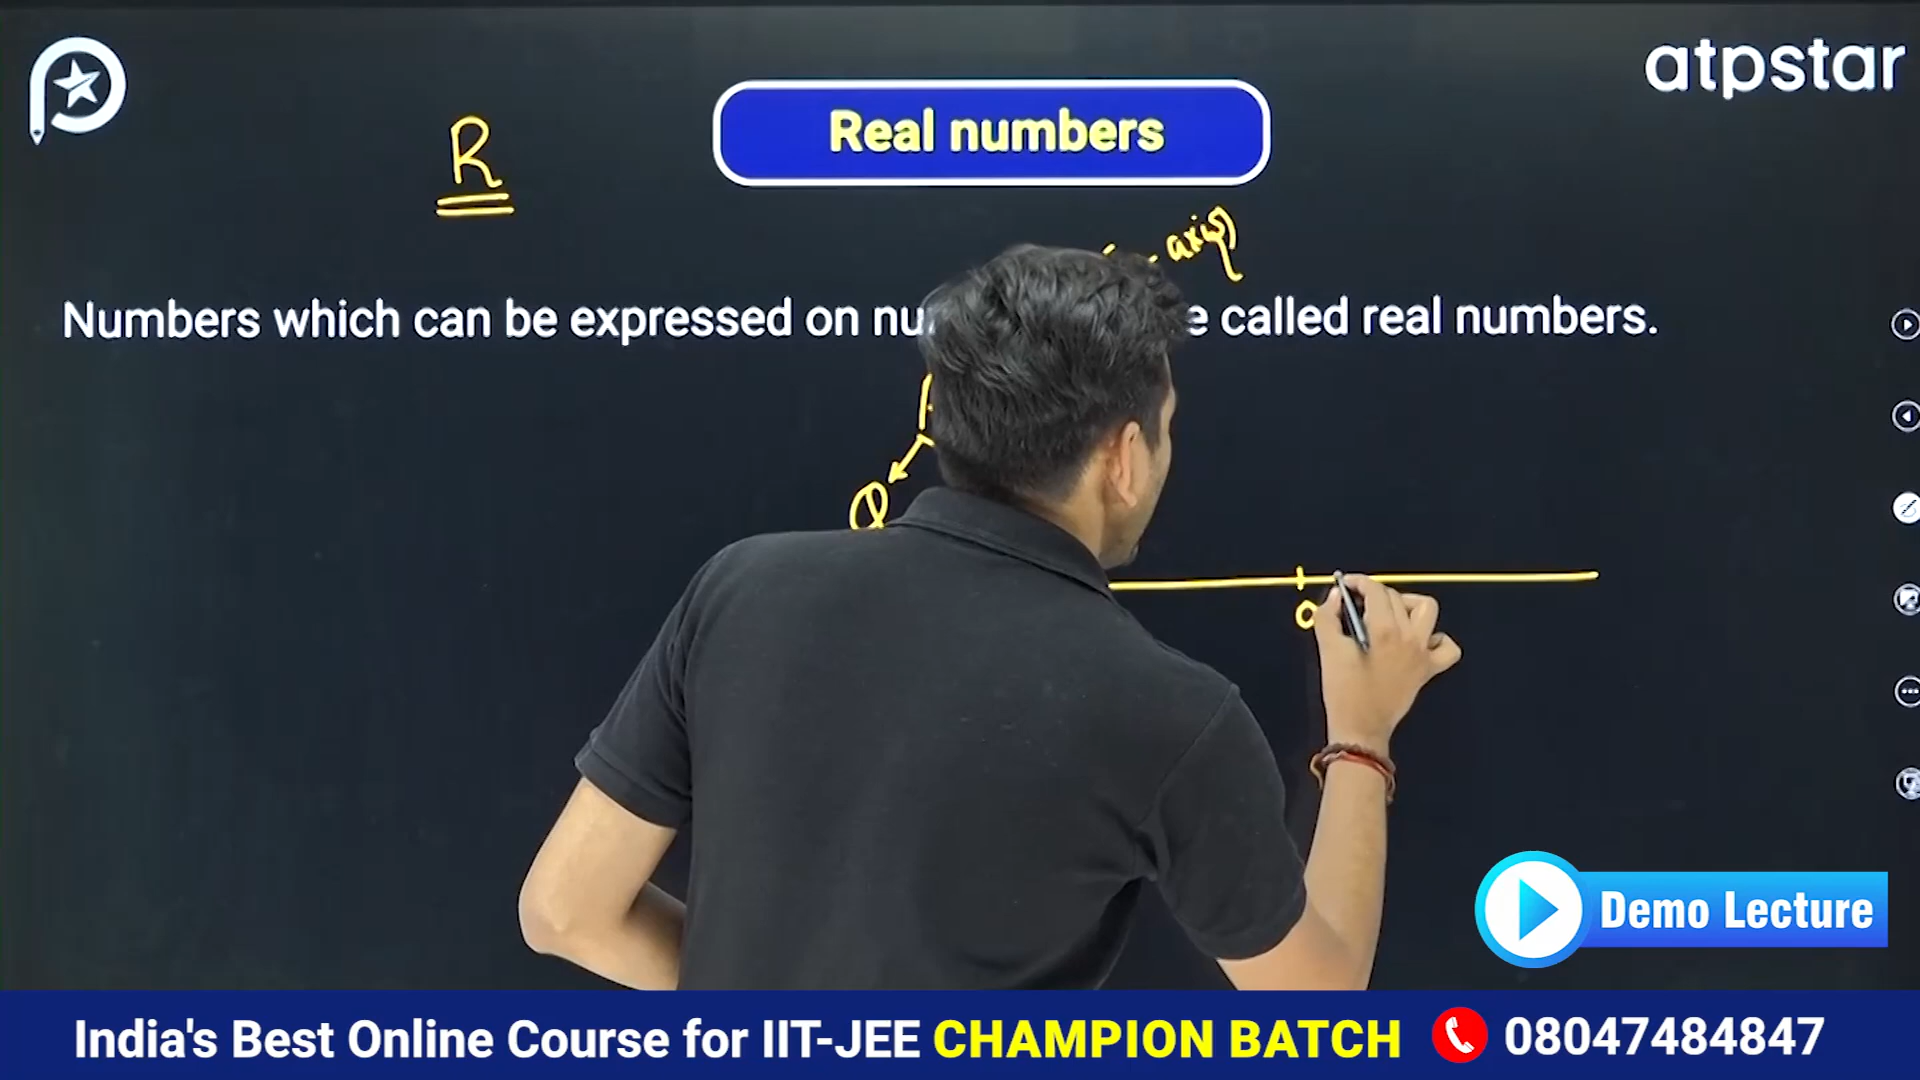 atpstar
Real numbers
R
axis
Numbers which can be expressed on nu e called real numbers.
Q
0
Demo Lecture
India's Best Online Course for IIT-JEE CHAMPION BATCH 08047484847